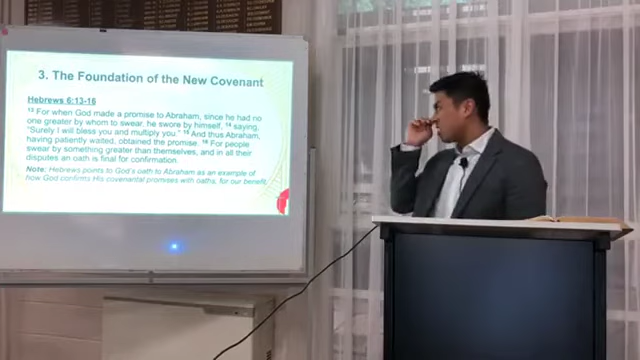 3. The Foundation of the New Covenant
Hebrews 6:13-16
13 For when God made a promise to Abraham, since he had no
one greater by whom to swear, he swore by himself, 14 saying,
"Surely I will bless you and multiply you." 15 And thus Abraham,
having patiently waited, obtained the promise. 16 For people
swear by something greater than themselves, and in all their
disputes an oath is final for confirmation.
Note: Hebrews points to God's oath to Abraham as an example of
how God confirms His covenantal promises with oaths, for our benefit.